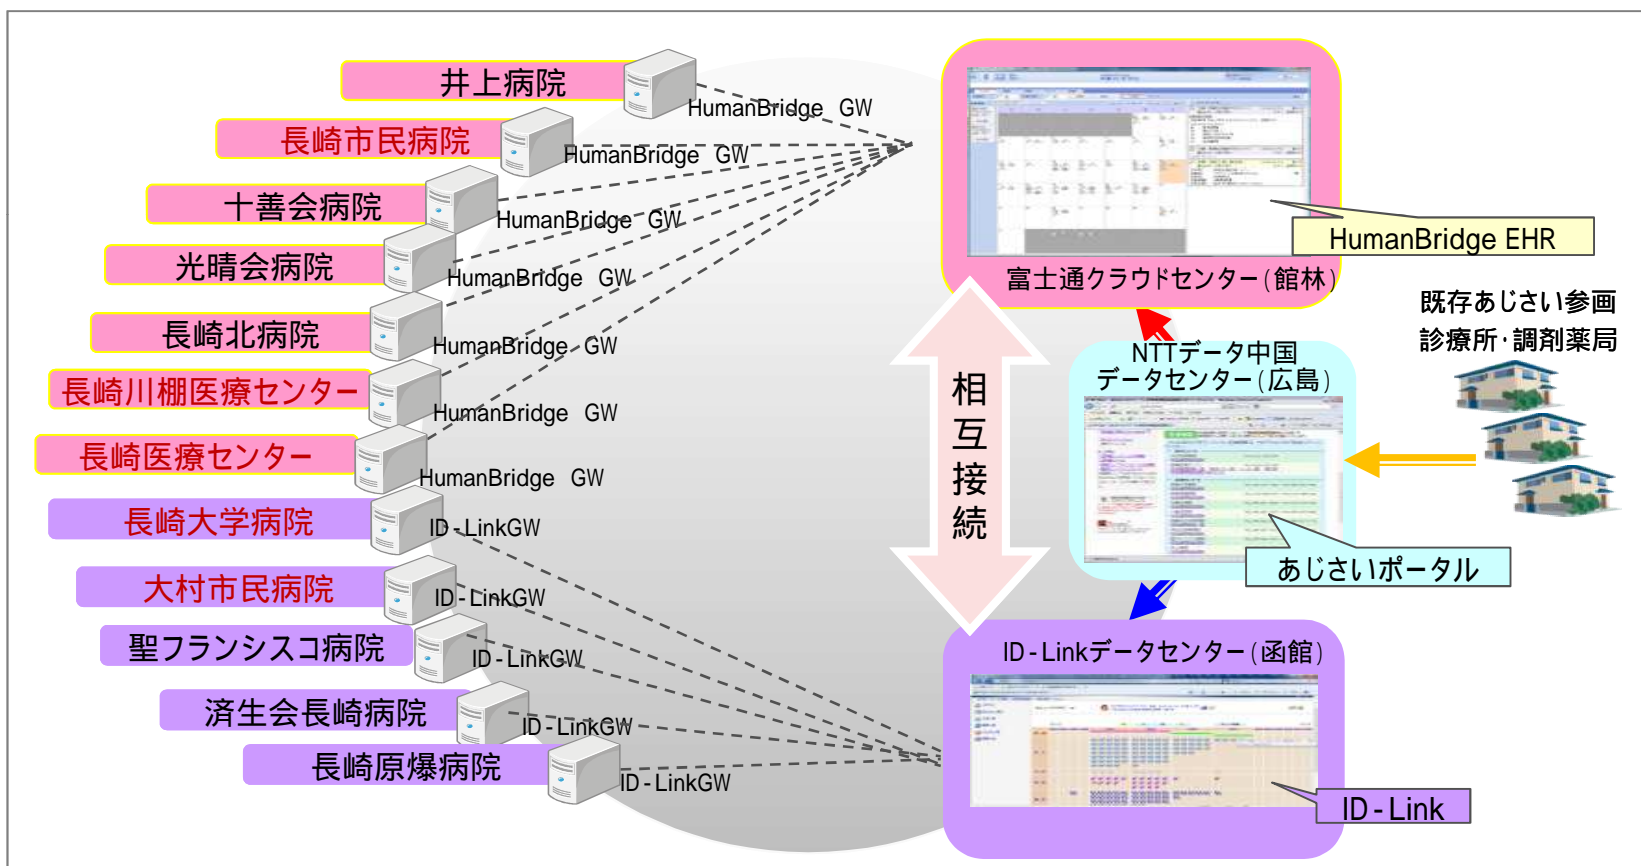 井上病院
HumanBridge GW
長崎市民病院
HumanBridge GW
十善会病院
HumanBridge GW
光晴会病院
HumanBridge GW
長崎北病院
HumanBridge GW
長崎川棚医療センター
HumanBridge GW
長崎医療センター
HumanBridge GW
長崎大学病院
ID-LinkGW
大村市民病院
ID-LinkGW
聖フランシスコ病院
ID-LinkGW
済生会長崎病院
ID-LinkGW
長崎原爆病院
ID-LinkGW
相互接続
HumanBridge EHR
富士通クラウドセンター(館林)
NTTデータ中国
データセンター(広島)
あじさいポータル
既存あじさい参画
診療所・調剤薬局
ID-Linkデータセンター(函館)
ID-Link